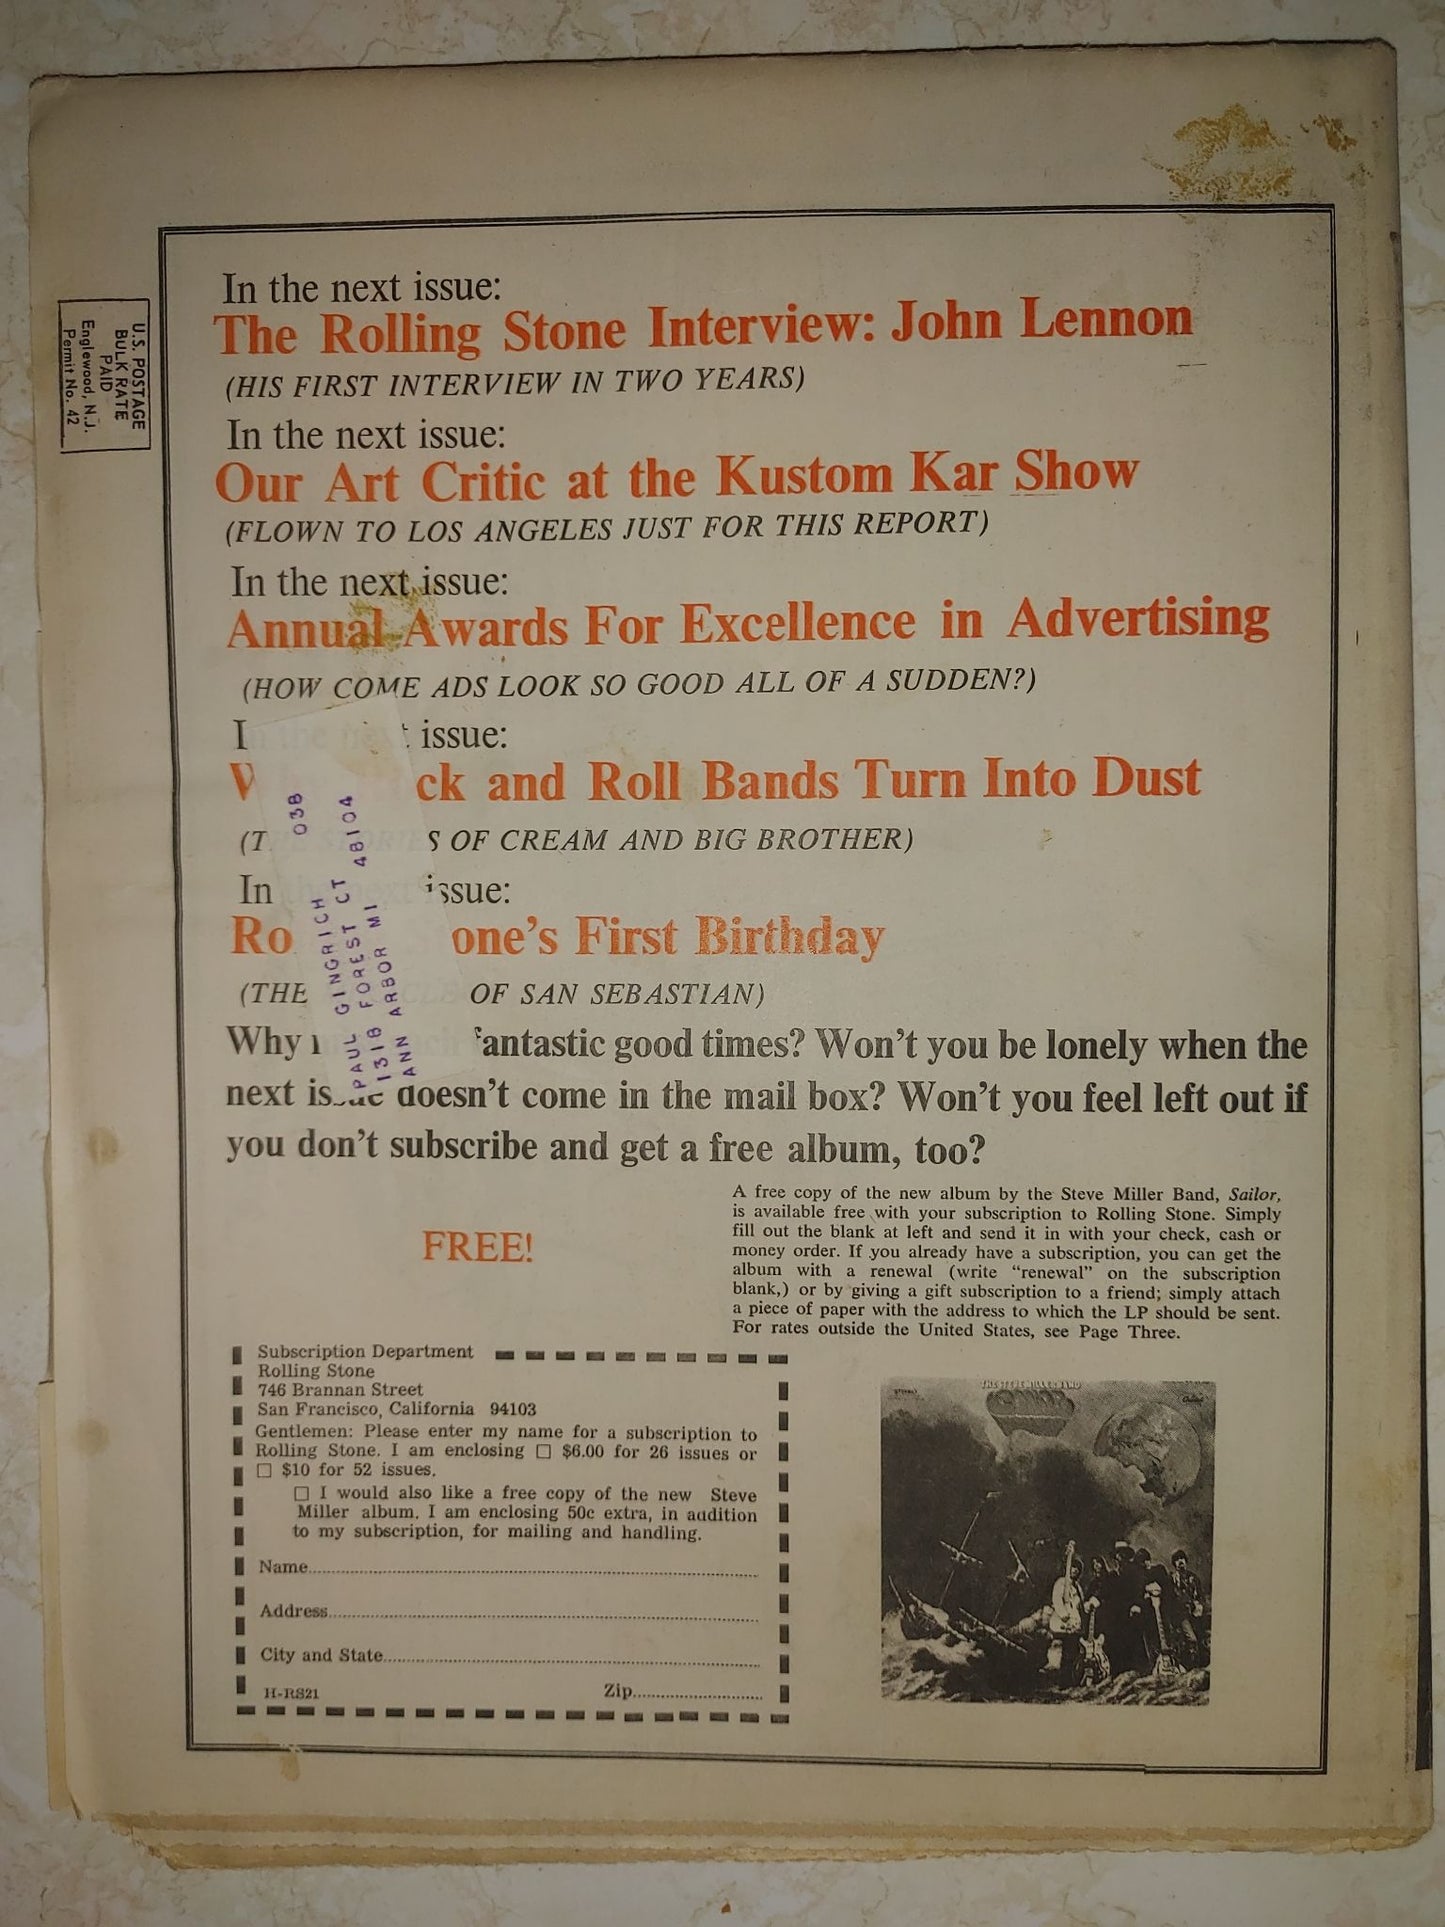 U.S. POSTAGE
BULK RATE
PAID
Englewood, N.J.
Permit No. 42
In the next issue:
The Rolling Stone Interview: John Lennon
(HIS FIRST INTERVIEW IN TWO YEARS)
In the next issue:
Our Art Critic at the Kustom Kar Show
(FLOWN TO LOS ANGELES JUST FOR THIS REPORT)
In the next issue:
Annual Awards For Excellence in Advertising
(HOW COME ADS LOOK SO GOOD ALL OF A SUDDEN?)
In the next issue:
and Roll Bands Turn Into Dust
(THE STORIES OF CREAM AND BIG BROTHER)
In the next issue:
First Birthday
(THE OF SAN SEBASTIAN)
038
PAUL GINGRICH
1318 FOREST CT 48104
ANN ARBOR MI
Why fantastic good times? Won't you be lonely when the
next issue doesn't come in the mail box? Won't you feel left out if
you don't subscribe and get a free album, too?
FREE!
A free copy of the new album by the Steve Miller Band, Sailor,
is available free with your subscription to Rolling Stone. Simply
fill out the blank at left and send it in with your check, cash or
money order. If you already have a subscription, you can get the
album with a renewal (write "renewal" on the subscription
blank,) or by giving a gift subscription to a friend; simply attach
a piece of paper with the address to which the LP should be sent.
For rates outside the United States, see Page Three.
Subscription Department
Rolling Stone
746 Brannan Street
San Francisco, California 94103
Gentlemen: Please enter my name for a subscription to
Rolling Stone. I am enclosing □ $6.00 for 26 issues or
□ $10 for 52 issues.
□ I would also like a free copy of the new Steve
Miller album. I am enclosing 50c extra, in addition
to my subscription, for mailing and handling.
Name
Address
City and State
H-RS21 Zip
THE STEVE MILLER BAND